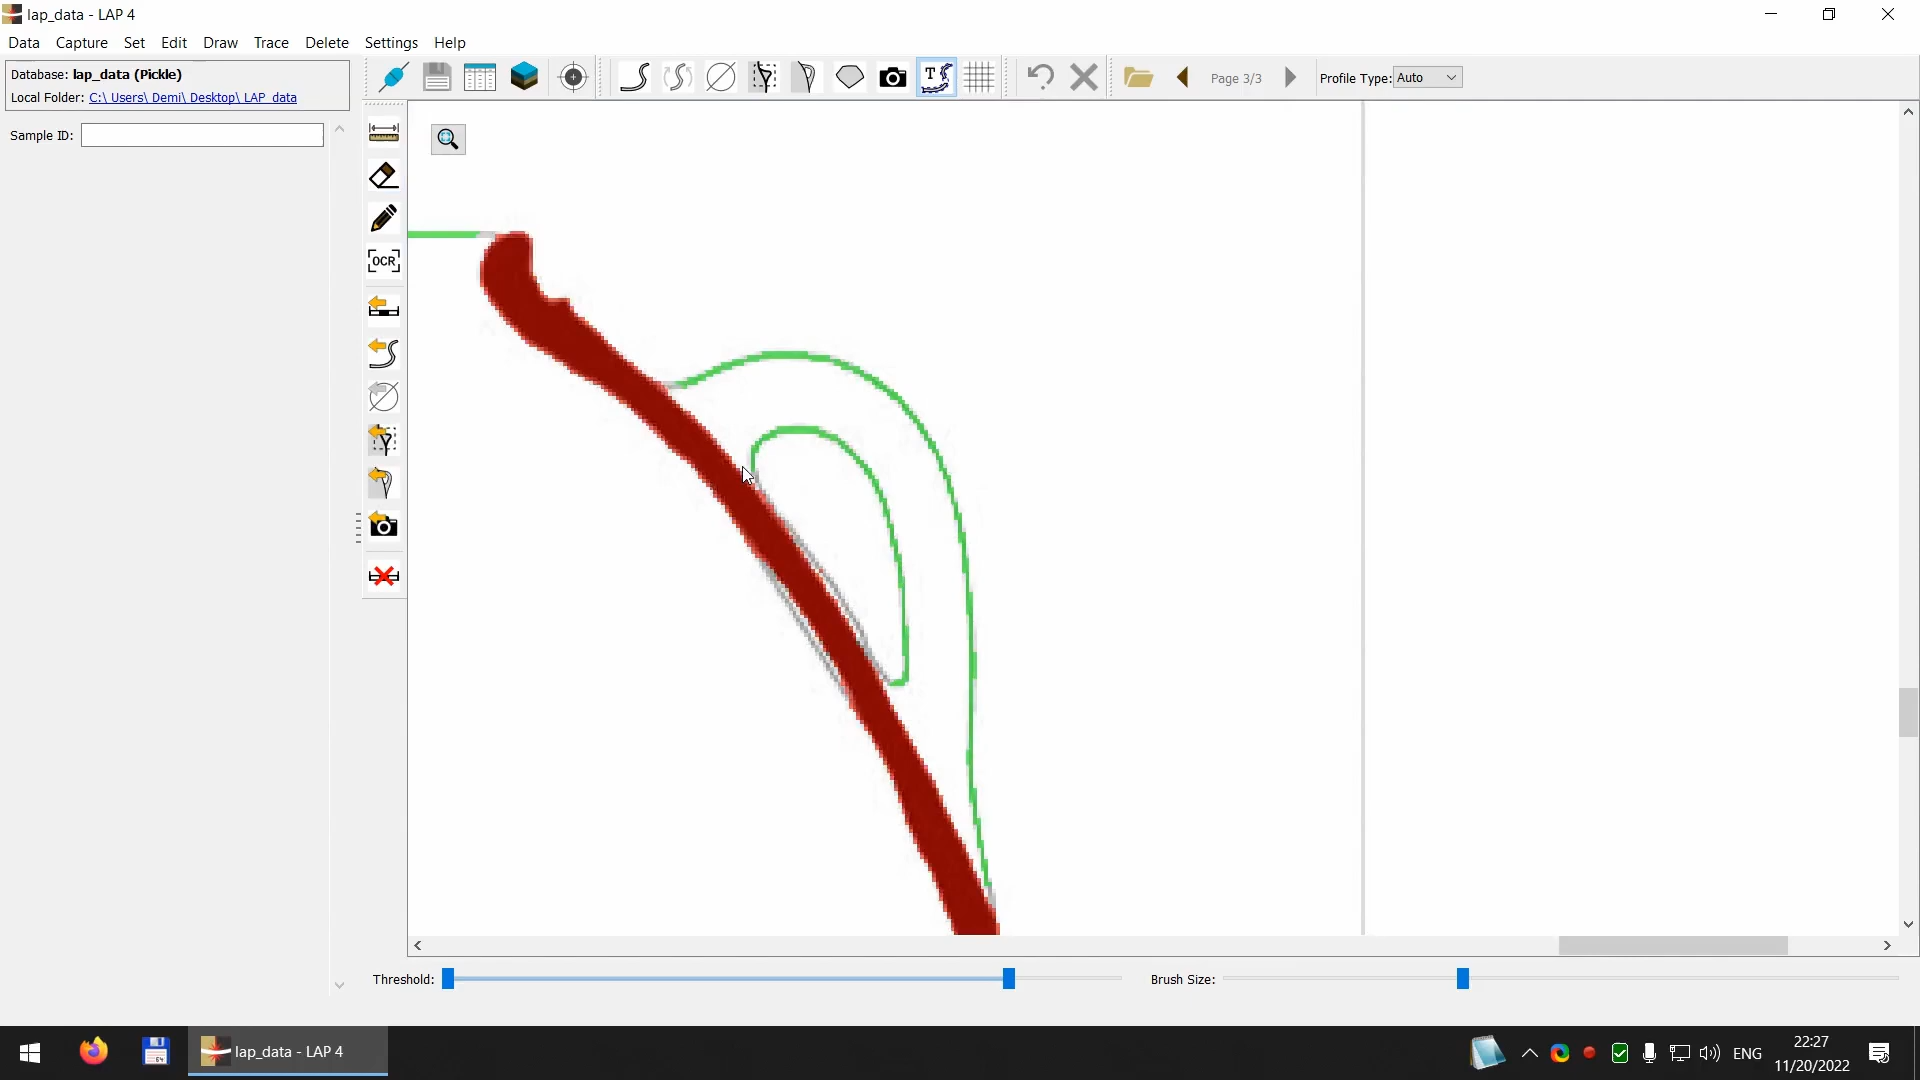 lap_data - LAP 4
Data Capture Set Edit Draw Trace Delete Settings Help
Database: lap_data (Pickle)
Local Folder: C:\ Users\ Demi\ Desktop\ LAP_data
Page 3/3
Profile Type: Auto
Sample ID:
OCR
Threshold:
Brush Size:
lap_data - LAP 4
64
ENG
22:27
11/20/2022